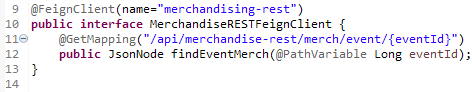 9 @FeignClient(name="merchandising-rest")
10 public interface MerchandiseRESTFeignClient {
11 @GetMapping("/api/merchandise-rest/merch/event/{eventId}")
12 public JsonNode findEventMerch(@PathVariable Long eventId);
13 }
14